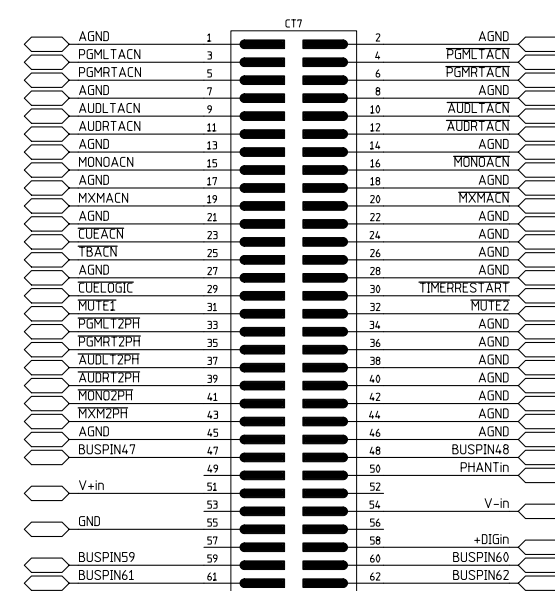 CT7
AGND 1 2 AGND
PGMLTACN 3 4 PGMLTACN
PGMRTACN 5 6 PGMRTACN
AGND 7 8 AGND
AUDLTACN 9 10 AUDLTACN
AUDRTACN 11 12 AUDRTACN
AGND 13 14 AGND
MONOACN 15 16 MONOACN
AGND 17 18 AGND
MXMACN 19 20 MXMACN
AGND 21 22 AGND
CUEACN 23 24 AGND
TBACN 25 26 AGND
AGND 27 28 AGND
CUELOGIC 29 30 TIMERRESTART
MUTE1 31 32 MUTE2
PGMLT2PH 33 34 AGND
PGMRT2PH 35 36 AGND
AUDLT2PH 37 38 AGND
AUDRT2PH 39 40 AGND
MONO2PH 41 42 AGND
MXM2PH 43 44 AGND
AGND 45 46 AGND
BUSPIN47 47 48 BUSPIN48
49 50 PHANTin
V+in 51 52
53 54 V-in
GND 55 56
57 58 +DIGin
BUSPIN59 59 60 BUSPIN60
BUSPIN61 61 62 BUSPIN62